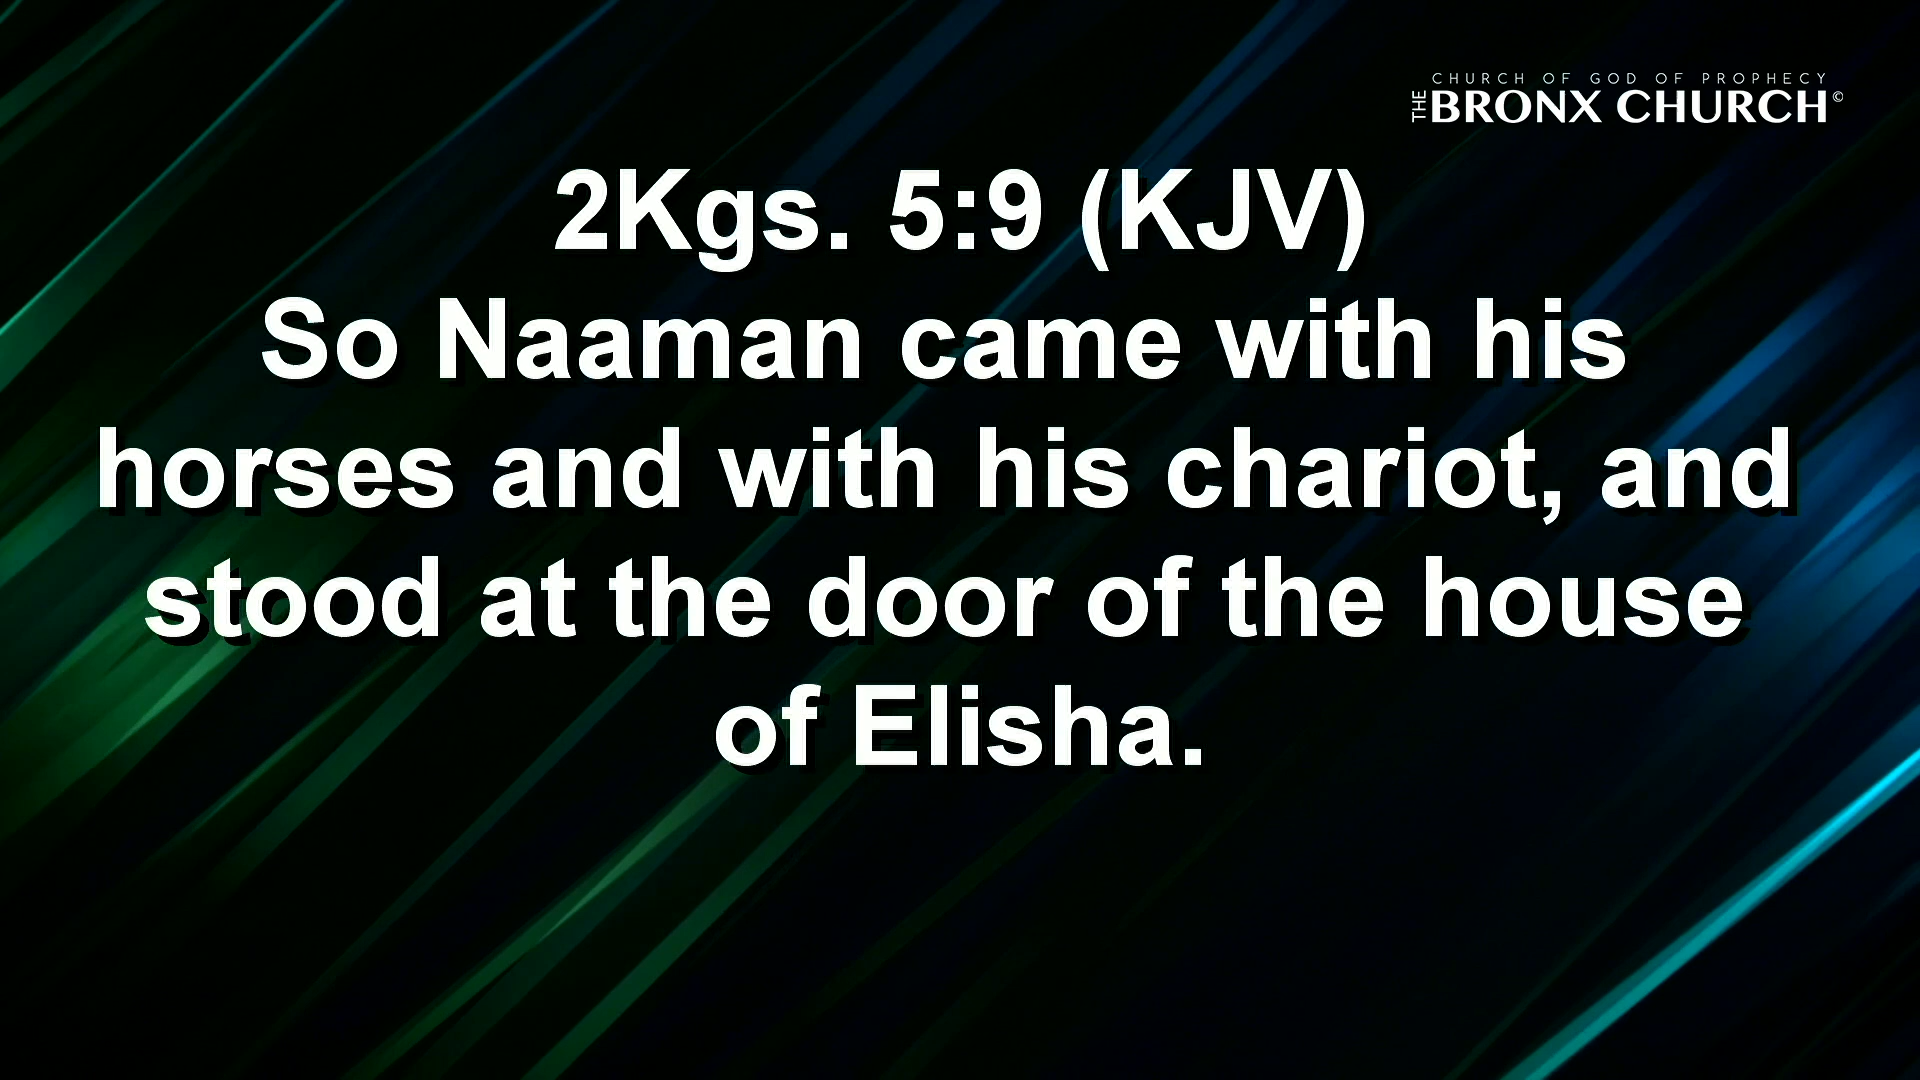 CHURCH OF GOD OF PROPHECY
THE BRONX CHURCH©
2Kgs. 5:9 (KJV)
So Naaman came with his
horses and with his chariot, and
stood at the door of the house
of Elisha.